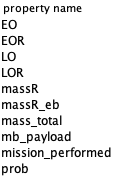 property name
EO
EOR
LO
LOR
massR
massR_eb
mass_total
mb_payload
mission_performed
prob